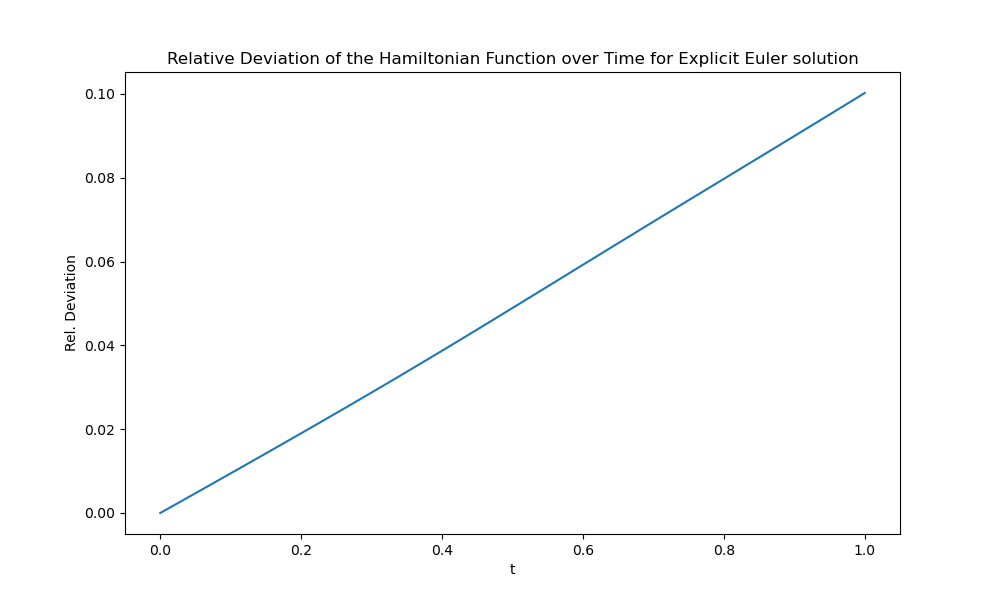 Relative Deviation of the Hamiltonian Function over Time for Explicit Euler solution
0.10
0.08
0.06
0.04
0.02
0.00
Rel. Deviation
0.0 0.2 0.4 0.6 0.8 1.0
t